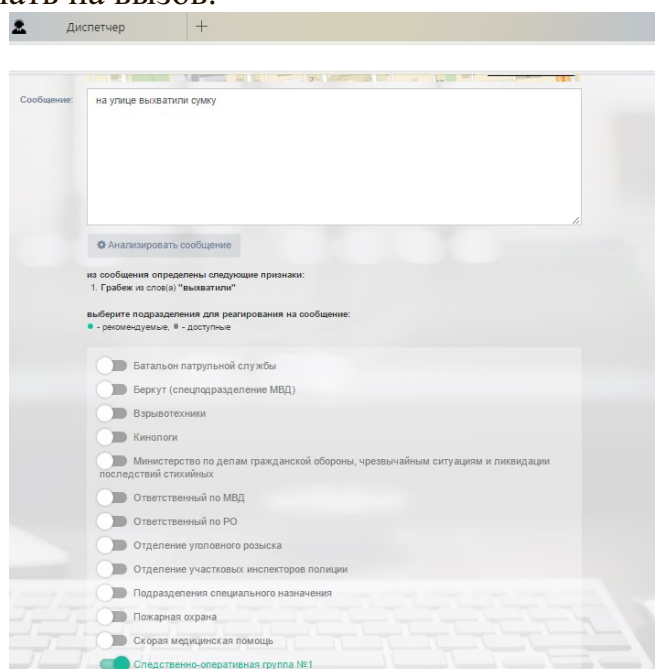 на вызов.
Диспетчер +
Сообщение:
на улице выхватили сумку
Анализировать сообщение
из сообщения определены следующие признаки:
1. Грабеж из слов(а) "выхватили"
выберите подразделения для реагирования на сообщение:
- рекомендуемые, - доступные
Батальон патрульной службы
Беркут (спецподразделение МВД)
Взрывотехники
Кинологи
Министерство по делам гражданской обороны, чрезвычайным ситуациям и ликвидации
последствий стихийных
Ответственный по МВД
Ответственный по РО
Отделение уголовного розыска
Отделение участковых инспекторов полиции
Подразделения специального назначения
Пожарная охрана
Скорая медицинская помощь
Следственно-оперативная группа №1